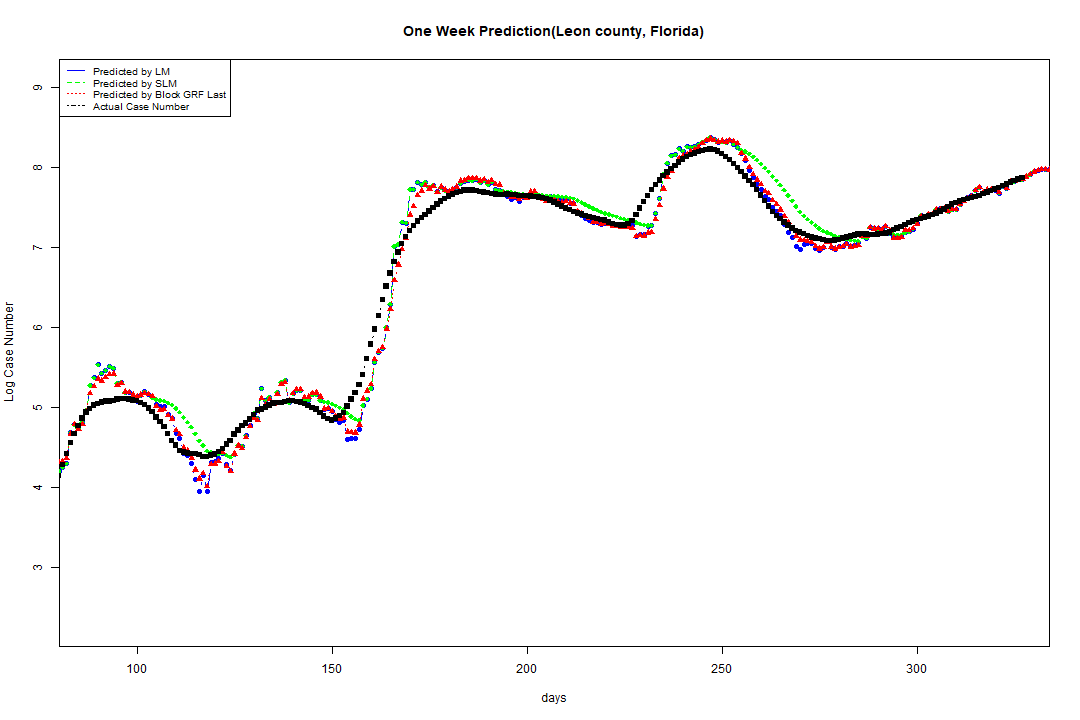 One Week Prediction(Leon county, Florida)
Predicted by LM
Predicted by SLM
Predicted by Block GRF Last
Actual Case Number
9
8
7
6
5
4
3
Log Case Number
100 150 200 250 300
days